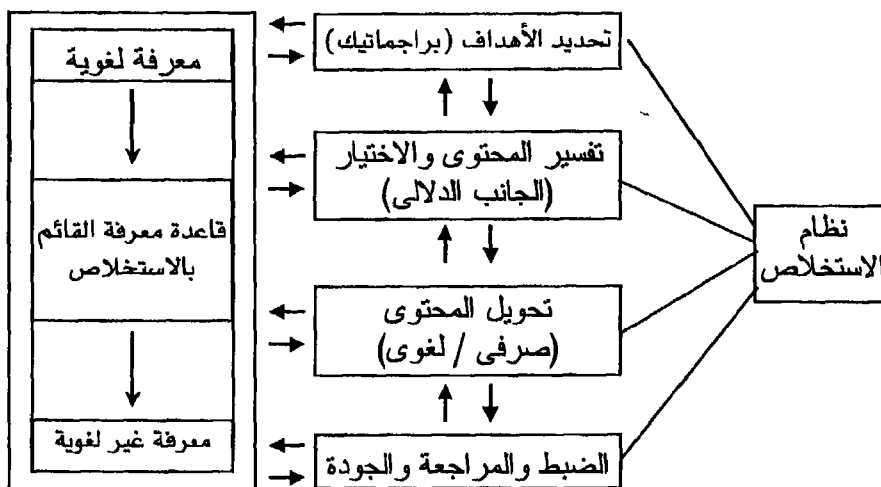 تحديد الأهداف (براجماتيك)
تفسير المحتوى والاختيار
(الجانب الدلالى)
تحويل المحتوى
(صرفى / لغوى)
الضبط والمراجعة والجودة
نظام
الاستخلاص
معرفة لغوية
قاعدة معرفة القائم
بالاستخلاص
معرفة غير لغوية